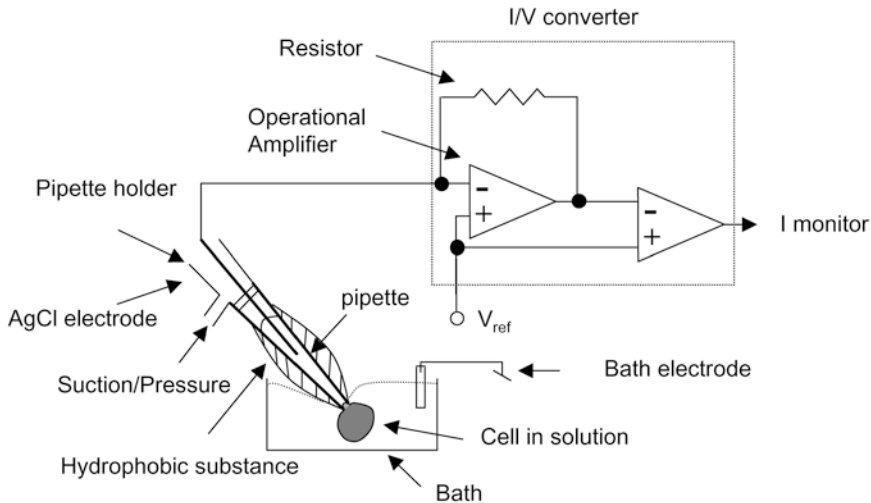 I/V converter
Resistor
Operational
Amplifier
Pipette holder
-
+
-
+
I monitor
AgCl electrode
pipette
Vref
Suction/Pressure
Bath electrode
Cell in solution
Hydrophobic substance
Bath